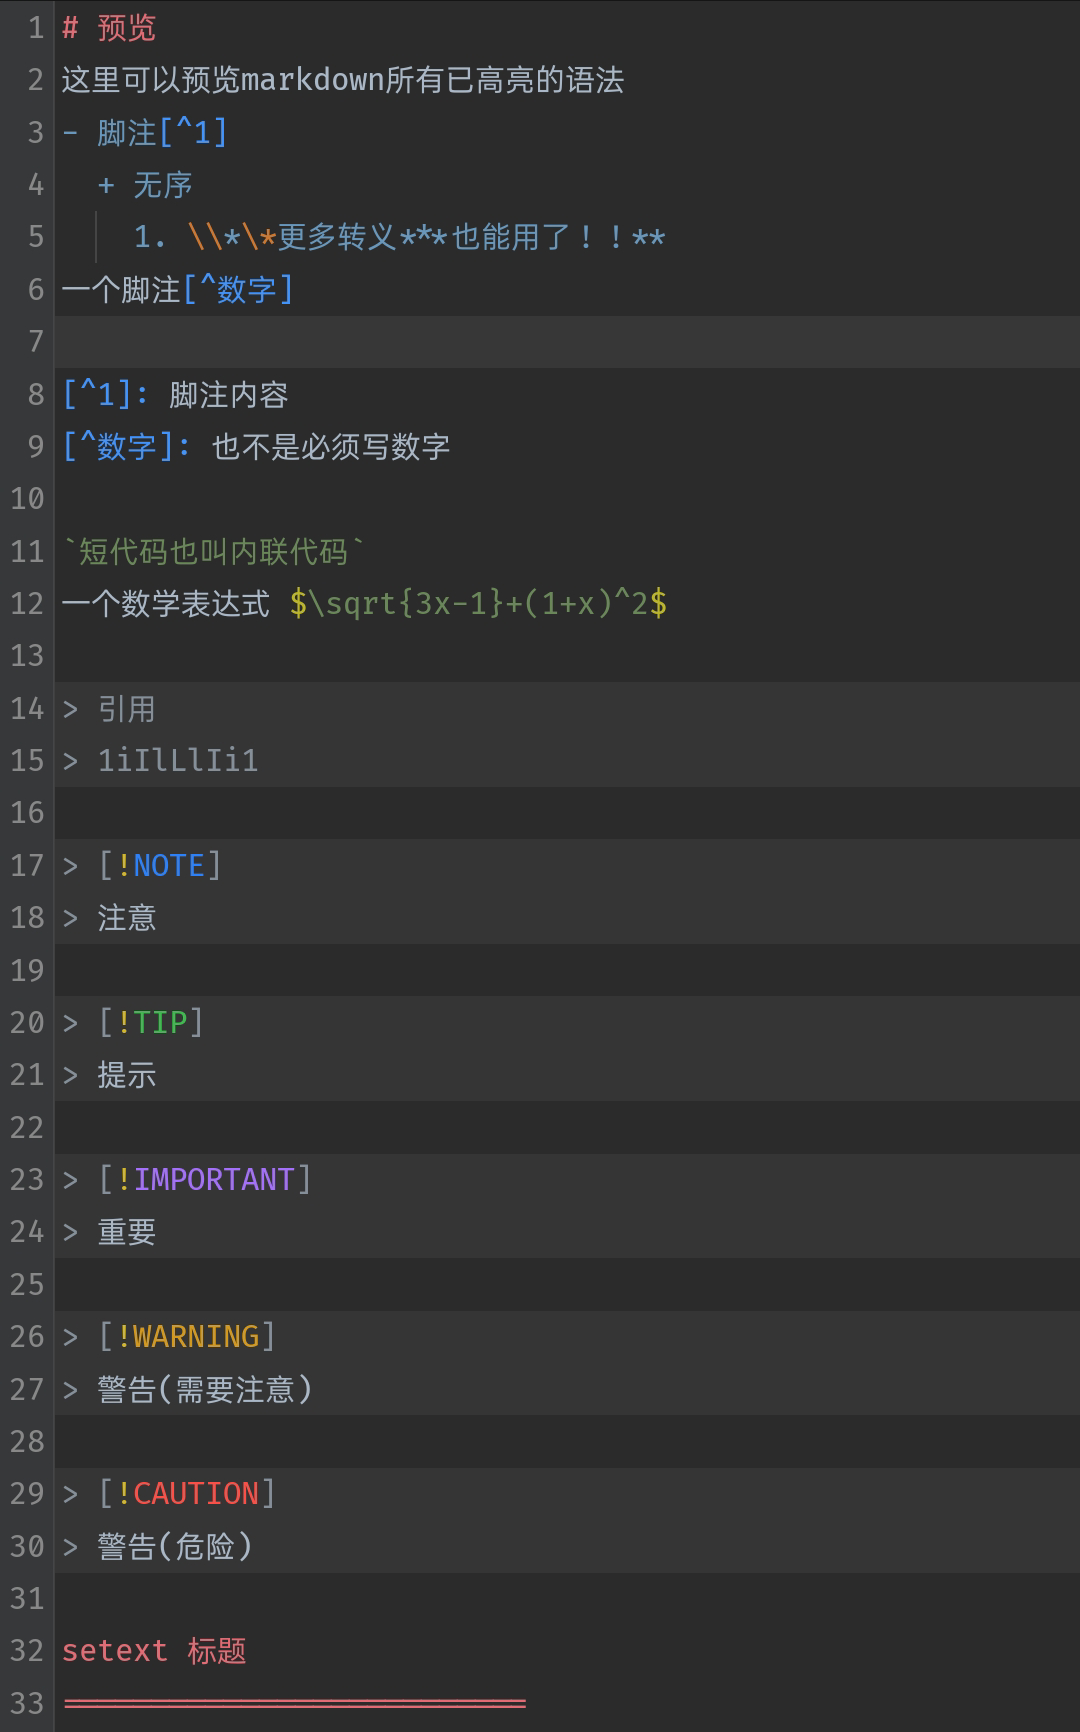 1 # 预览
2 这里可以预览markdown所有已高亮的语法
3 - 脚注[^1]
4   + 无序
5     1. \\*\*更多转义***也能用了！！**
6 一个脚注[^数字]
7
8 [^1]: 脚注内容
9 [^数字]: 也不是必须写数字
10
11 `短代码也叫内联代码`
12 一个数学表达式 $\sqrt{3x-1}+(1+x)^2$
13
14 > 引用
15 > 1iIlLlIi1
16
17 > [!NOTE]
18 > 注意
19
20 > [!TIP]
21 > 提示
22
23 > [!IMPORTANT]
24 > 重要
25
26 > [!WARNING]
27 > 警告(需要注意)
28
29 > [!CAUTION]
30 > 警告(危险)
31
32 setext 标题
33 ==========================